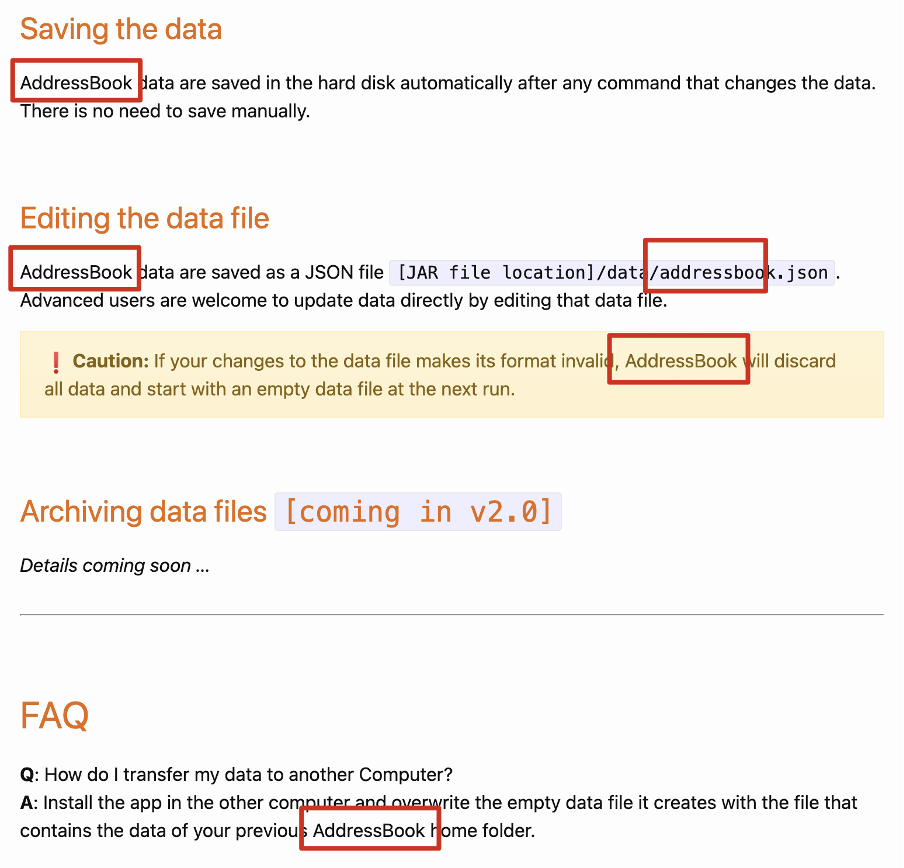 Saving the data
AddressBook data are saved in the hard disk automatically after any command that changes the data.
There is no need to save manually.
Editing the data file
AddressBook data are saved as a JSON file [JAR file location]/data/addressbook.json .
Advanced users are welcome to update data directly by editing that data file.
❗ Caution: If your changes to the data file makes its format invalid, AddressBook will discard
all data and start with an empty data file at the next run.
Archiving data files [coming in v2.0]
Details coming soon ...
FAQ
Q: How do I transfer my data to another Computer?
A: Install the app in the other computer and overwrite the empty data file it creates with the file that
contains the data of your previous AddressBook home folder.